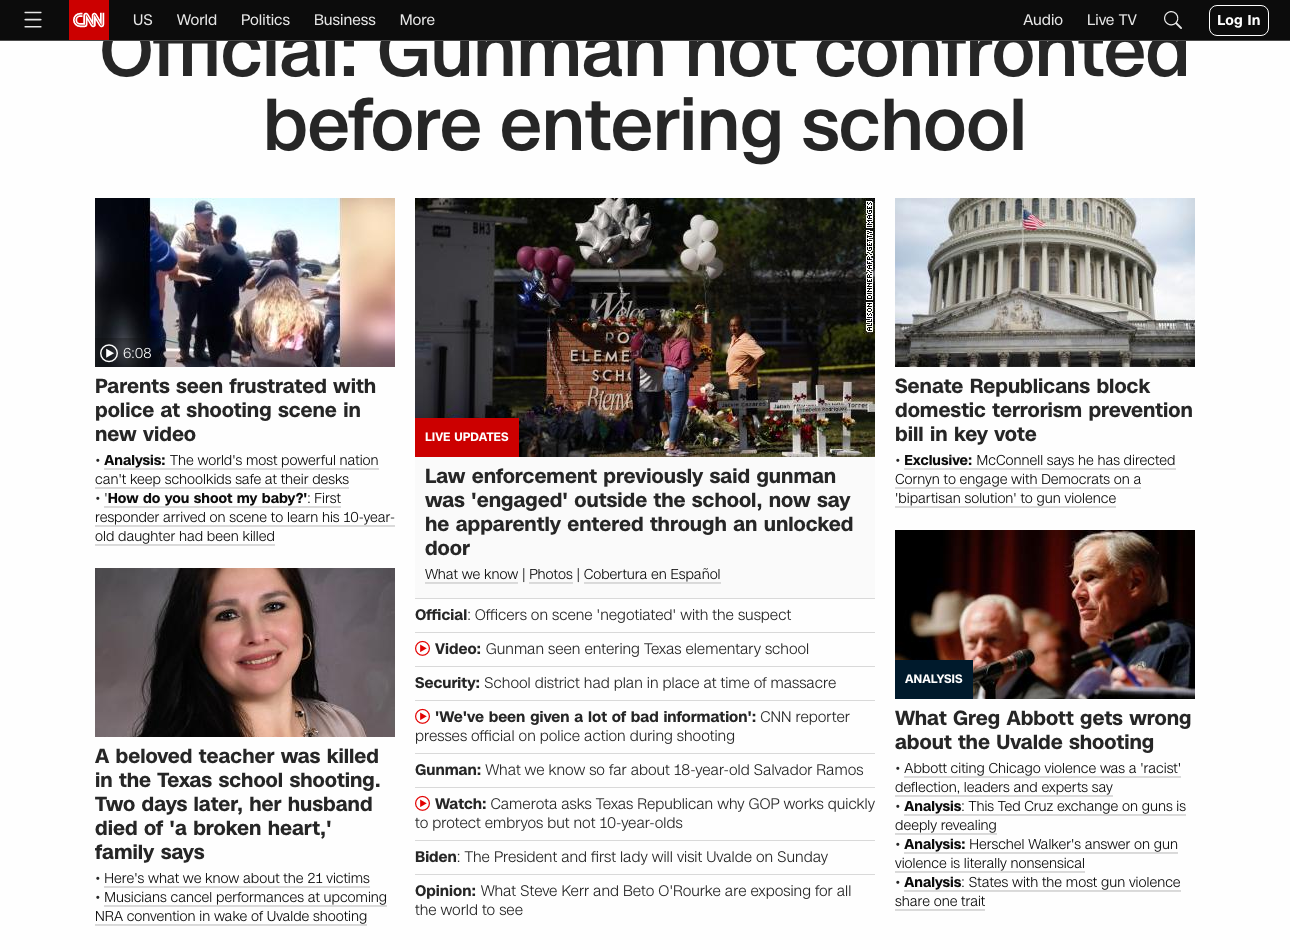 CNN
US World Politics Business More
Audio Live TV Log In
Official: Gunman not confronted
before entering school
6:08
Parents seen frustrated with
police at shooting scene in
new video
• Analysis: The world's most powerful nation
can't keep schoolkids safe at their desks
• 'How do you shoot my baby?': First
responder arrived on scene to learn his 10-year-
old daughter had been killed
A beloved teacher was killed
in the Texas school shooting.
Two days later, her husband
died of 'a broken heart,'
family says
• Here's what we know about the 21 victims
• Musicians cancel performances at upcoming
NRA convention in wake of Uvalde shooting
BH3
ALLISON DINNER/AFP/GETTY IMAGES
Welcome
RO
ELEME
SCHO
Bienve
LIVE UPDATES
Law enforcement previously said gunman
was 'engaged' outside the school, now say
he apparently entered through an unlocked
door
What we know | Photos | Cobertura en Español
Official: Officers on scene 'negotiated' with the suspect
Video: Gunman seen entering Texas elementary school
Security: School district had plan in place at time of massacre
'We've been given a lot of bad information': CNN reporter
presses official on police action during shooting
Gunman: What we know so far about 18-year-old Salvador Ramos
Watch: Camerota asks Texas Republican why GOP works quickly
to protect embryos but not 10-year-olds
Biden: The President and first lady will visit Uvalde on Sunday
Opinion: What Steve Kerr and Beto O'Rourke are exposing for all
the world to see
Senate Republicans block
domestic terrorism prevention
bill in key vote
• Exclusive: McConnell says he has directed
Cornyn to engage with Democrats on a
'bipartisan solution' to gun violence
ANALYSIS
What Greg Abbott gets wrong
about the Uvalde shooting
• Abbott citing Chicago violence was a 'racist'
deflection, leaders and experts say
• Analysis: This Ted Cruz exchange on guns is
deeply revealing
• Analysis: Herschel Walker's answer on gun
violence is literally nonsensical
• Analysis: States with the most gun violence
share one trait